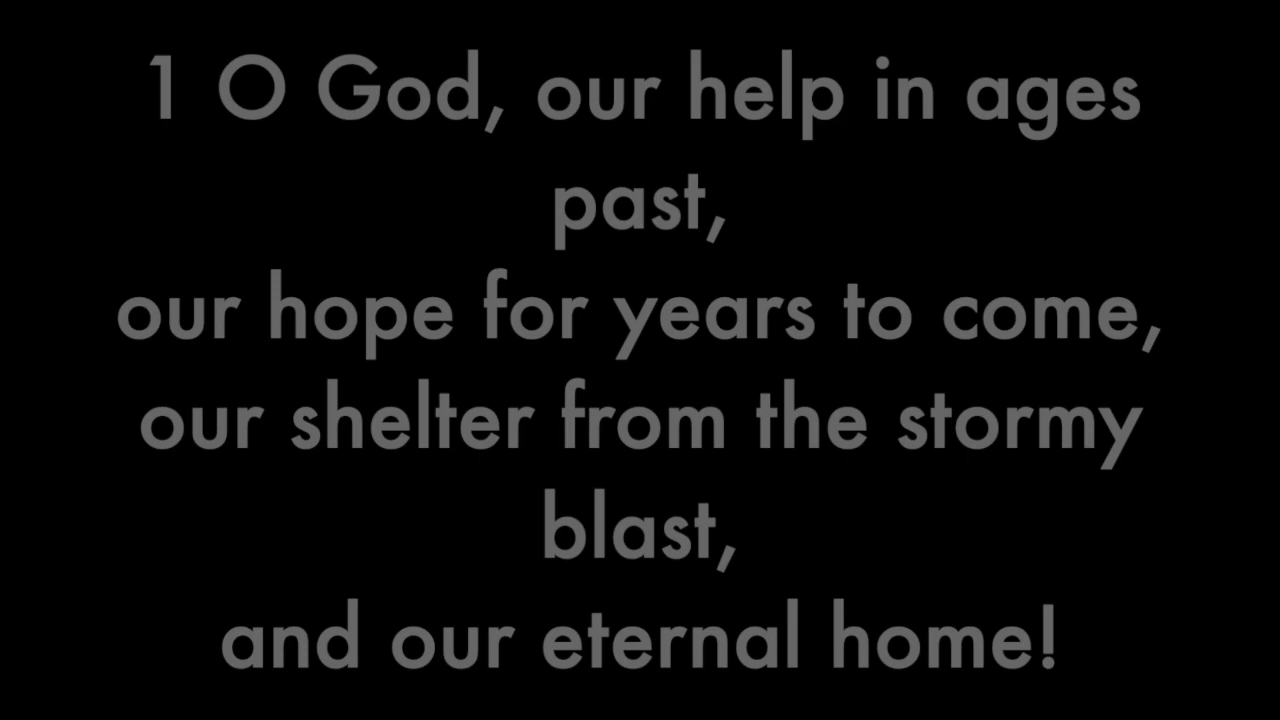 1 O God, our help in ages
past,
our hope for years to come,
our shelter from the stormy
blast,
and our eternal home!